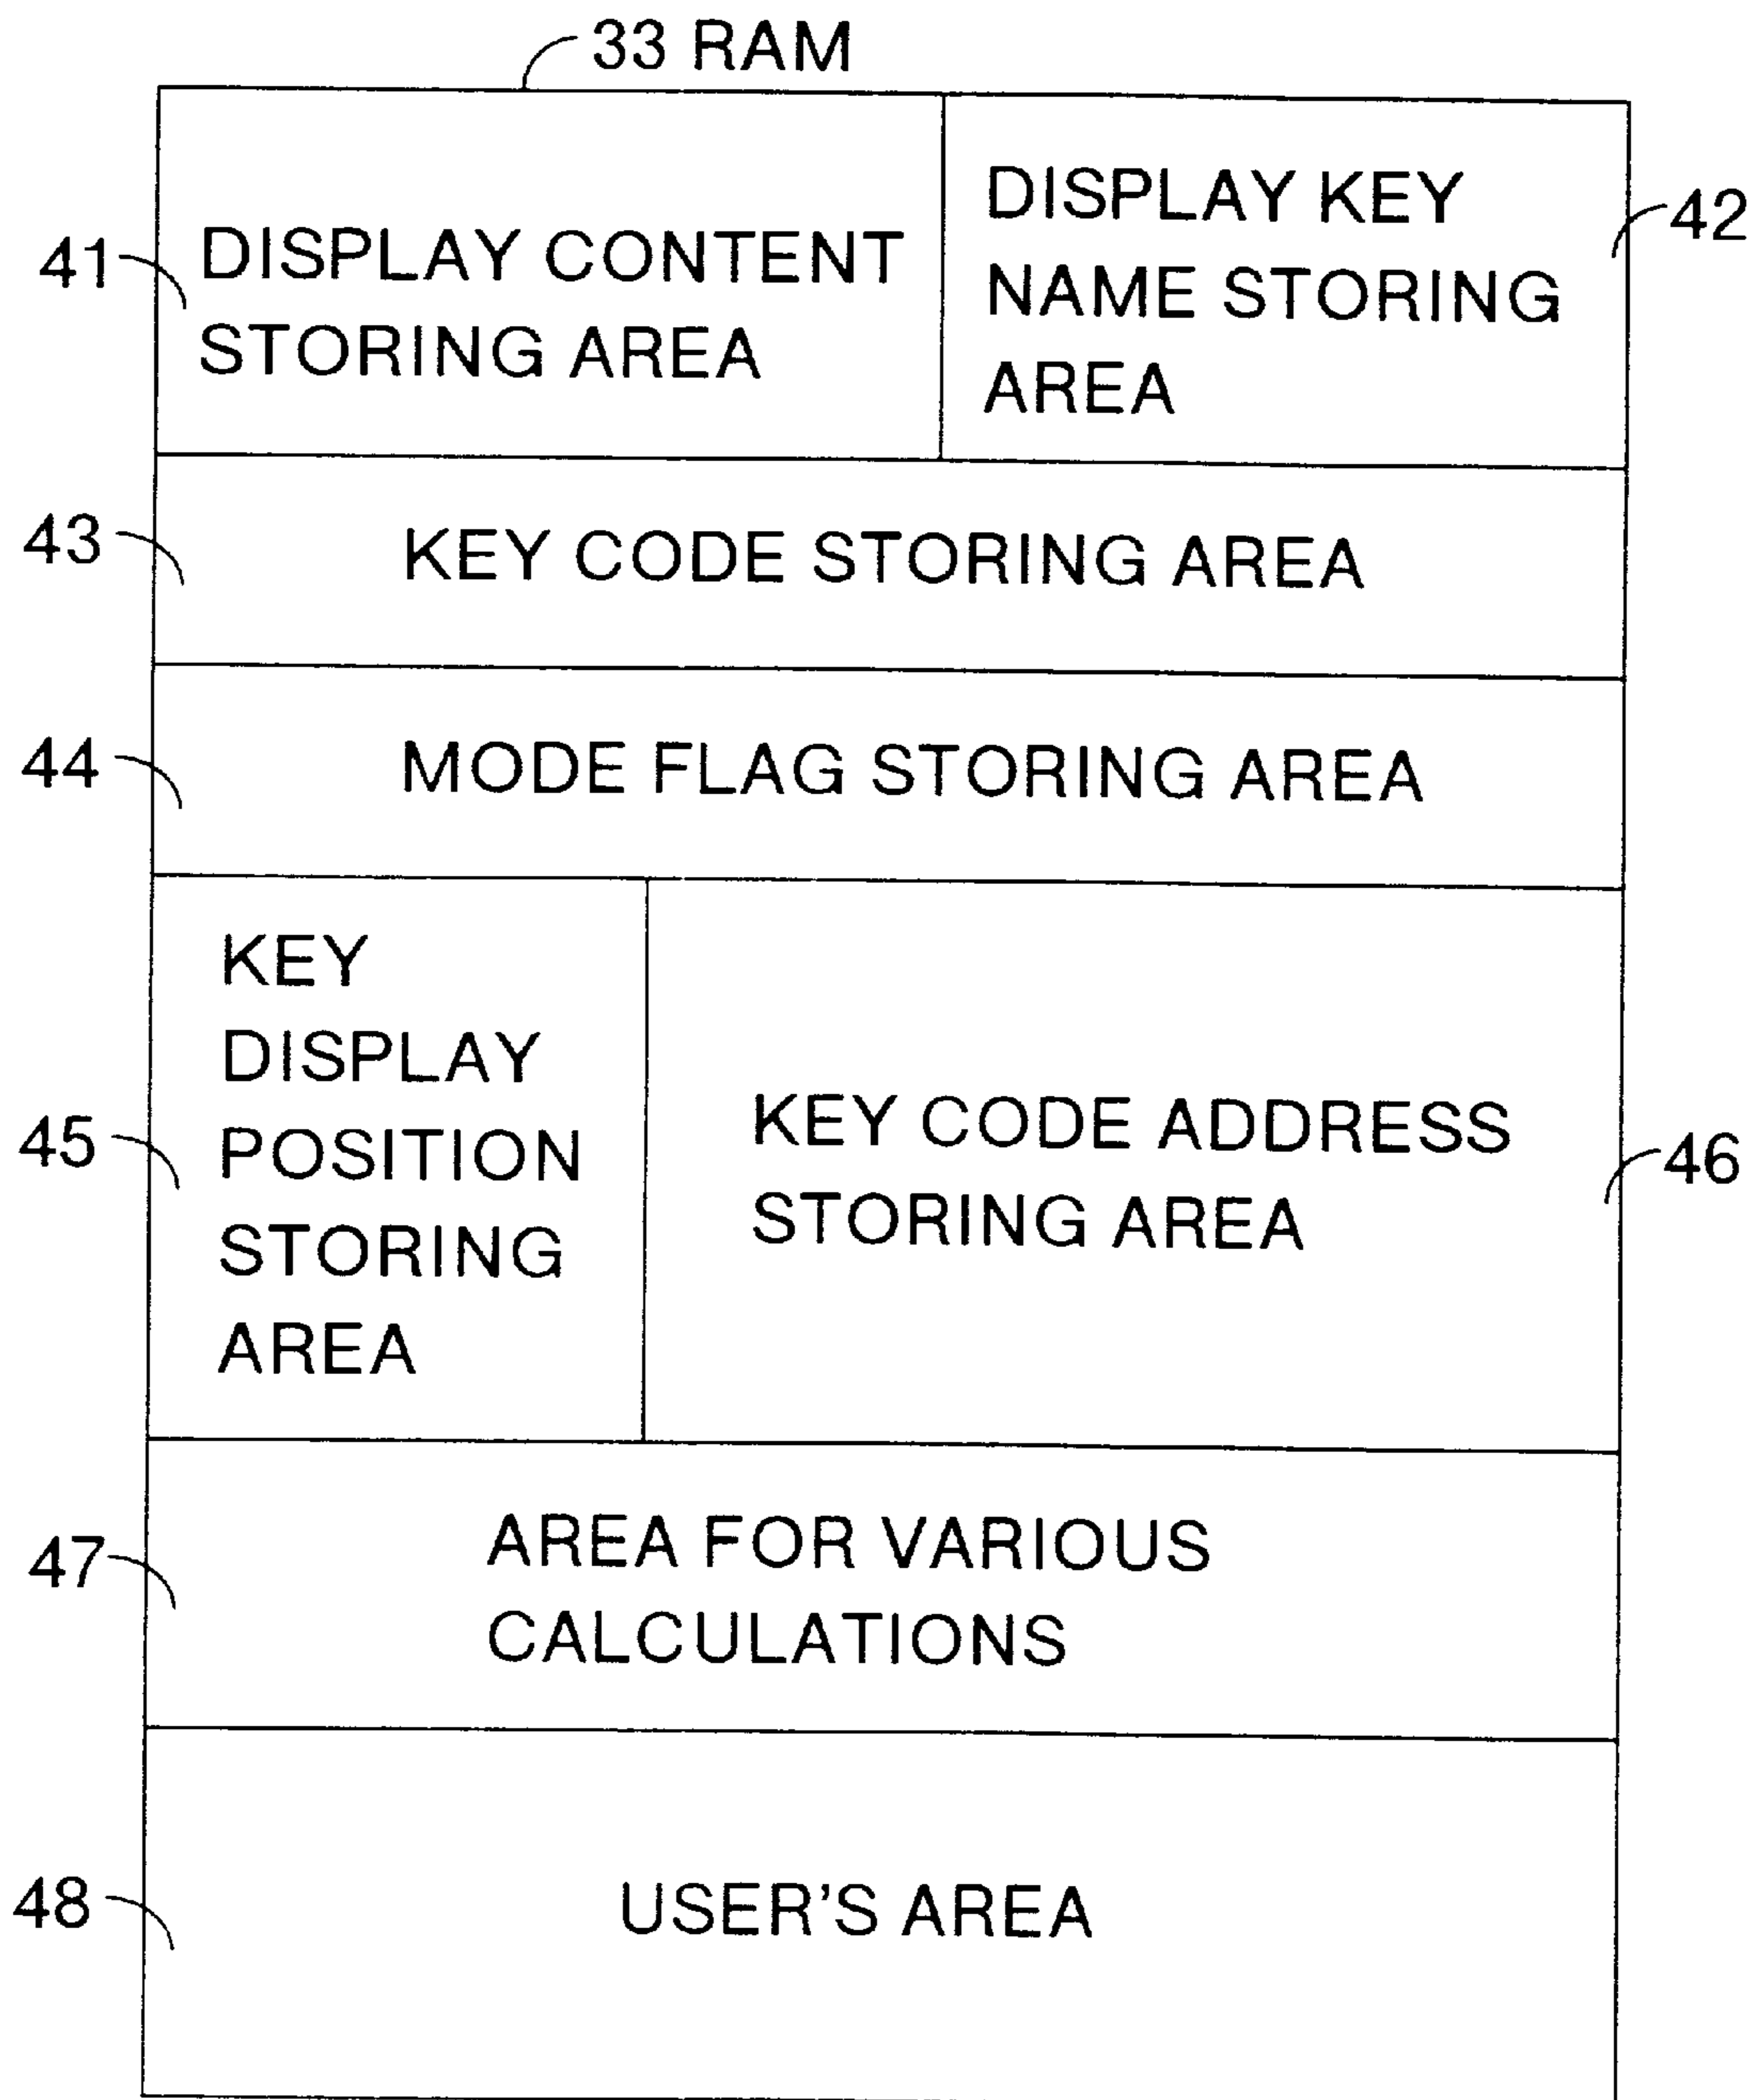 33 RAM
41
DISPLAY CONTENT
STORING AREA
DISPLAY KEY
NAME STORING
AREA
42
43
KEY CODE STORING AREA
44
MODE FLAG STORING AREA
45
KEY
DISPLAY
POSITION
STORING
AREA
KEY CODE ADDRESS
STORING AREA
46
47
AREA FOR VARIOUS
CALCULATIONS
48
USER'S AREA